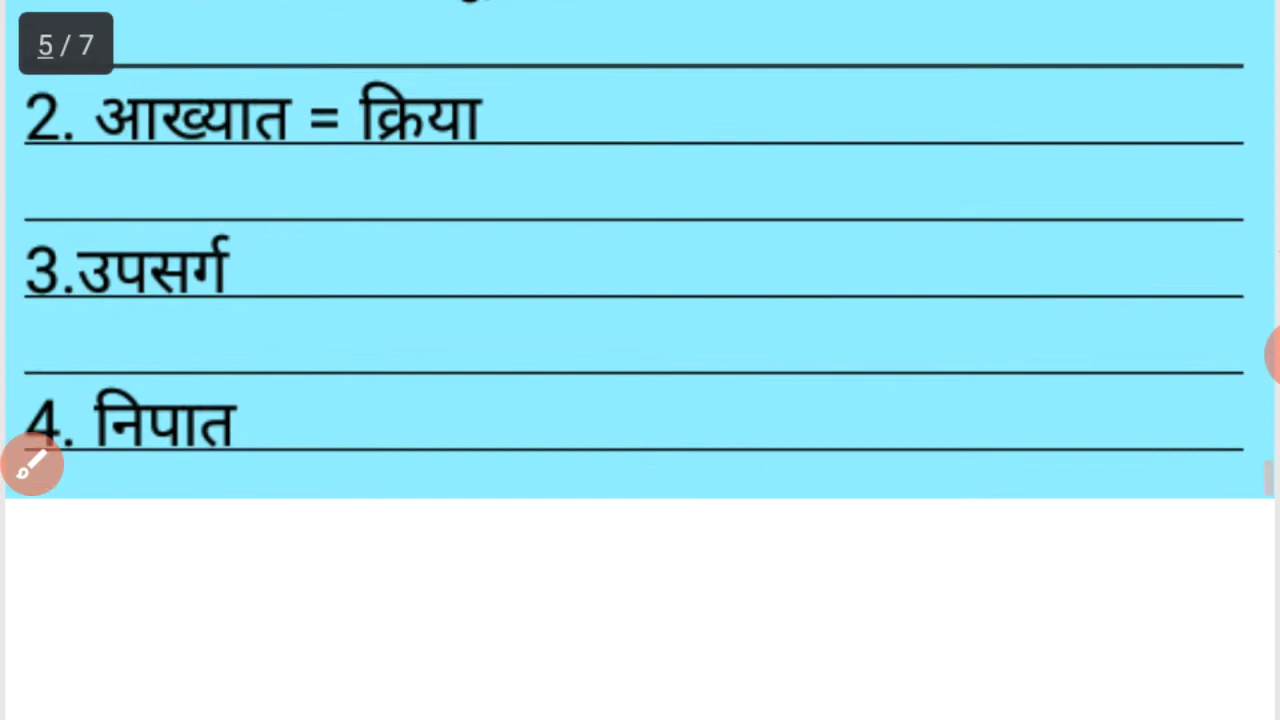 5 / 7
2. आख्यात = क्रिया
3.उपसर्ग
4. निपात